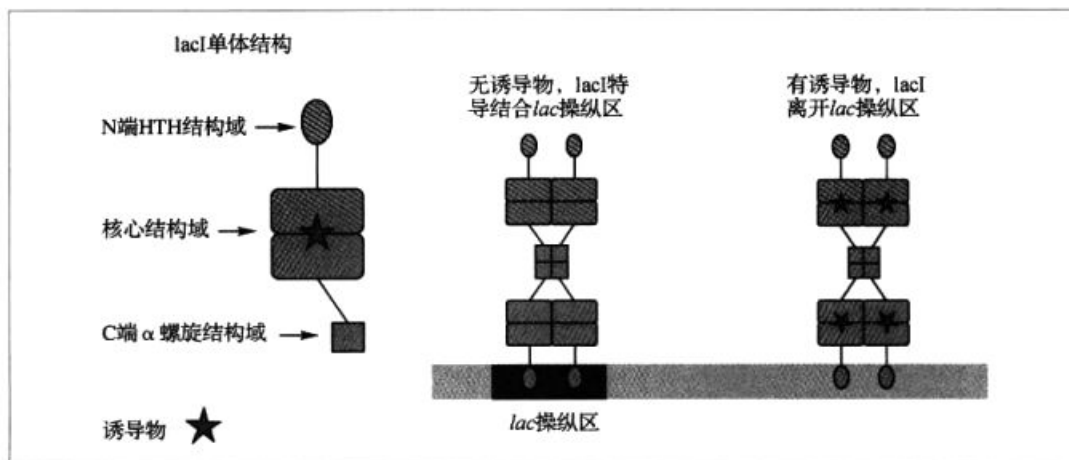 lacI单体结构
N端HTH结构域
核心结构域
C端 α 螺旋结构域
诱导物
无诱导物，lacI特
导结合lac操纵区
有诱导物，lacI
离开lac操纵区
lac操纵区